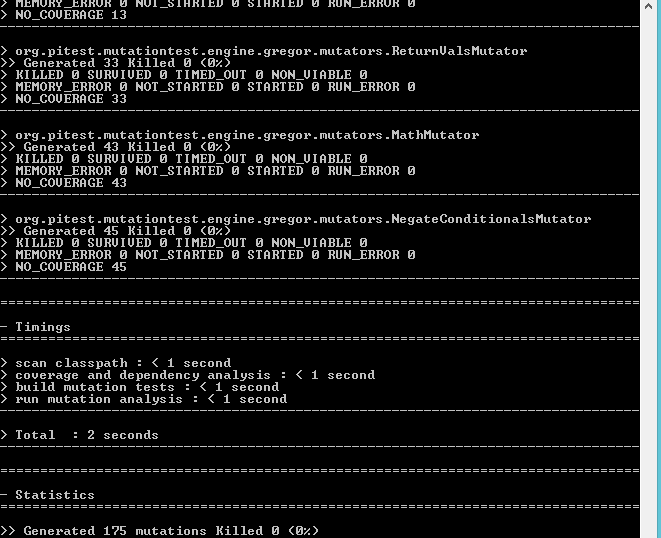 > MEMORY_ERROR 0 NOT_STARTED 0 STARTED 0 RUN_ERROR 0
> NO_COVERAGE 13
--------------------------------------------------------------------------------
> org.pitest.mutationtest.engine.gregor.mutators.ReturnValsMutator
>> Generated 33 Killed 0 (0%)
> KILLED 0 SURVIVED 0 TIMED_OUT 0 NON_VIABLE 0
> MEMORY_ERROR 0 NOT_STARTED 0 STARTED 0 RUN_ERROR 0
> NO_COVERAGE 33
--------------------------------------------------------------------------------
> org.pitest.mutationtest.engine.gregor.mutators.MathMutator
>> Generated 43 Killed 0 (0%)
> KILLED 0 SURVIVED 0 TIMED_OUT 0 NON_VIABLE 0
> MEMORY_ERROR 0 NOT_STARTED 0 STARTED 0 RUN_ERROR 0
> NO_COVERAGE 43
--------------------------------------------------------------------------------
> org.pitest.mutationtest.engine.gregor.mutators.NegateConditionalsMutator
>> Generated 45 Killed 0 (0%)
> KILLED 0 SURVIVED 0 TIMED_OUT 0 NON_VIABLE 0
> MEMORY_ERROR 0 NOT_STARTED 0 STARTED 0 RUN_ERROR 0
> NO_COVERAGE 45
--------------------------------------------------------------------------------
================================================================================
- Timings
================================================================================
> scan classpath : < 1 second
> coverage and dependency analysis : < 1 second
> build mutation tests : < 1 second
> run mutation analysis : < 1 second
--------------------------------------------------------------------------------
> Total  : 2 seconds
--------------------------------------------------------------------------------
================================================================================
- Statistics
================================================================================
>> Generated 175 mutations Killed 0 (0%)